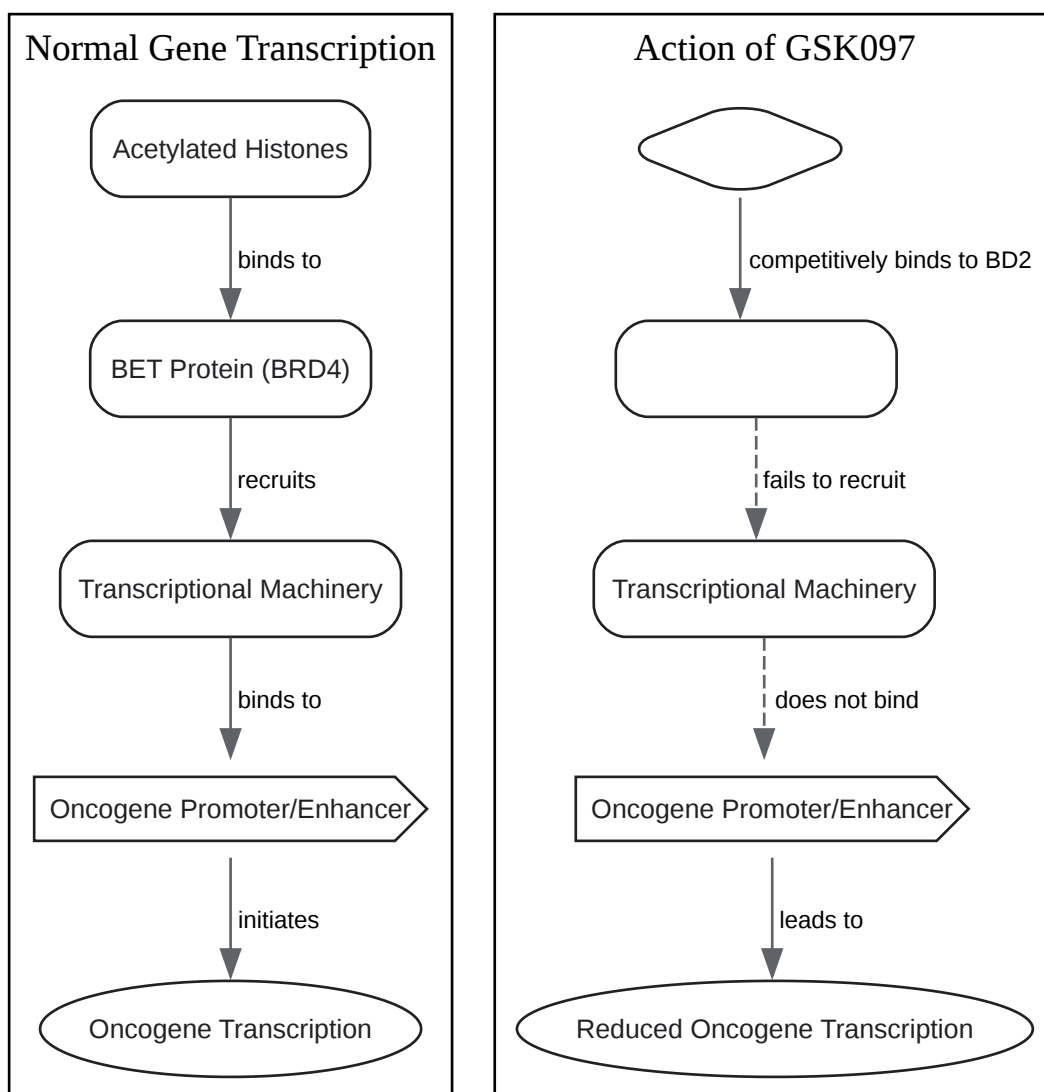 Normal Gene Transcription
Acetylated Histones
binds to
BET Protein (BRD4)
recruits
Transcriptional Machinery
binds to
Oncogene Promoter/Enhancer
initiates
Oncogene Transcription
Action of GSK097
competitively binds to BD2
fails to recruit
Transcriptional Machinery
does not bind
Oncogene Promoter/Enhancer
leads to
Reduced Oncogene Transcription